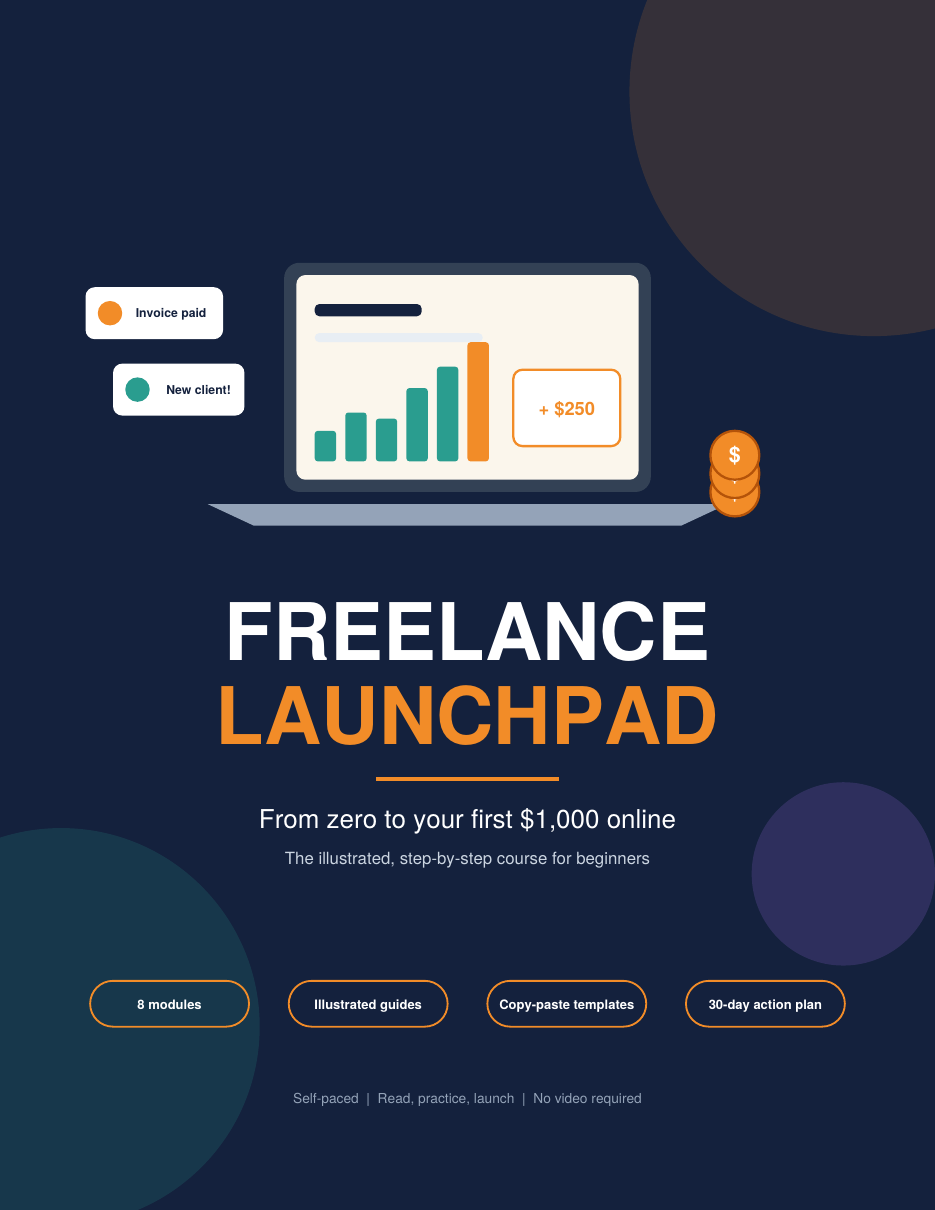 Invoice paid
New client!
+ $250
$
FREELANCE
LAUNCHPAD
From zero to your first $1,000 online
The illustrated, step-by-step course for beginners
8 modules
Illustrated guides
Copy-paste templates
30-day action plan
Self-paced | Read, practice, launch | No video required